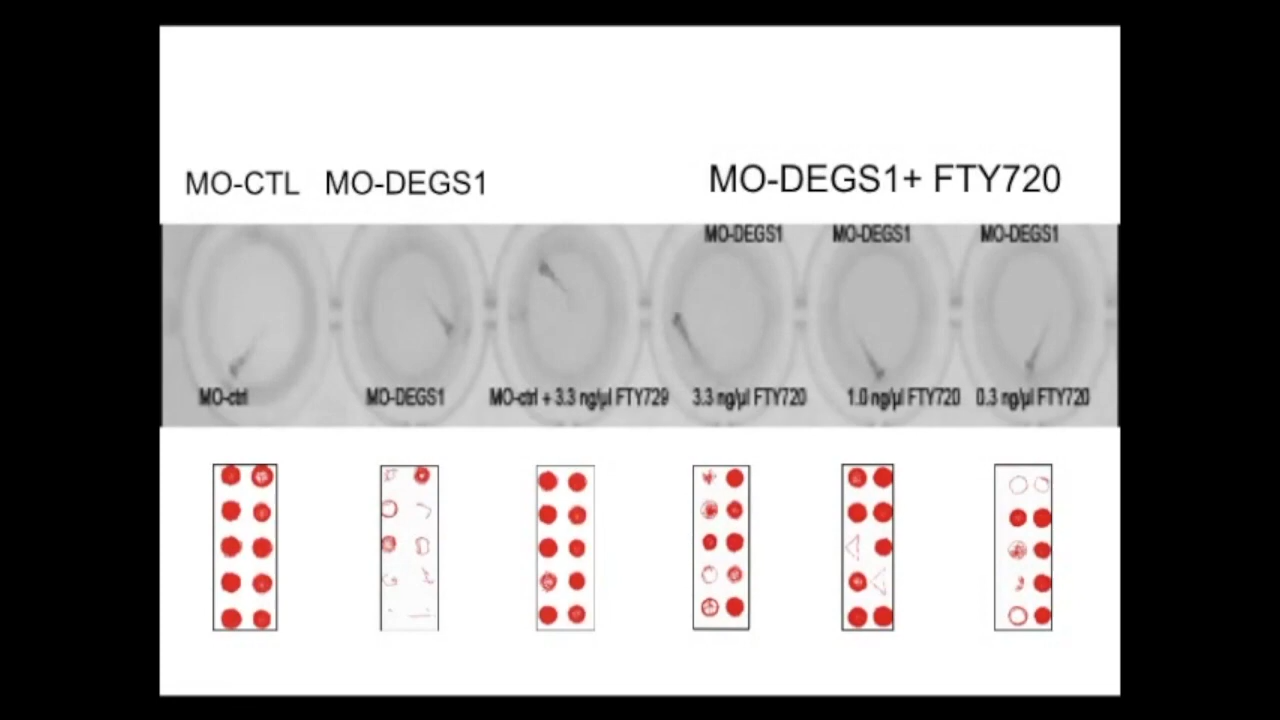 MO-CTL MO-DEGS1 MO-DEGS1+ FTY720
MO-DEGS1 MO-DEGS1 MO-DEGS1
MO-ctrl MO-DEGS1 MO-ctrl + 3.3 ng/µl FTY729 3.3 ng/µl FTY720 1.0 ng/µl FTY720 0.3 ng/µl FTY720